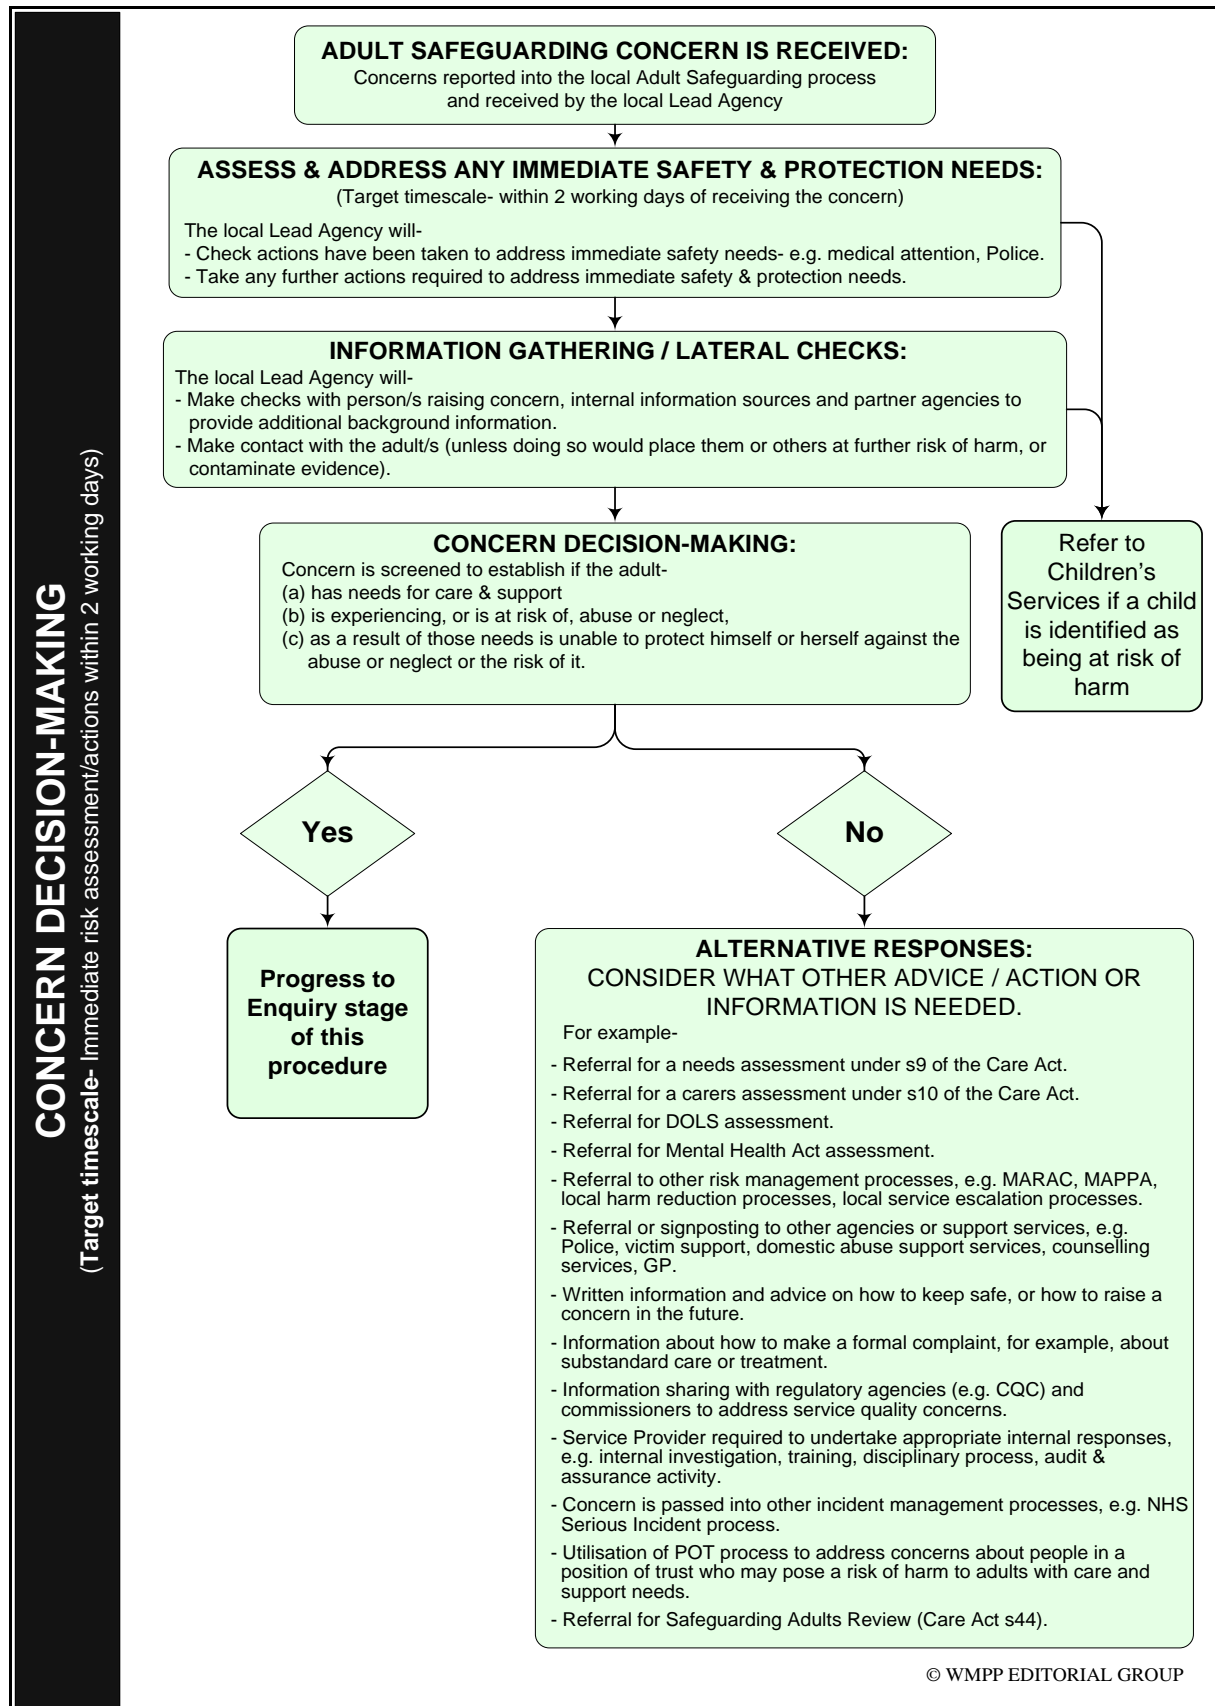 CONCERN DECISION-MAKING
(Target timescale- Immediate risk assessment/actions within 2 working days)
ADULT SAFEGUARDING CONCERN IS RECEIVED:
Concerns reported into the local Adult Safeguarding process
and received by the local Lead Agency
ASSESS & ADDRESS ANY IMMEDIATE SAFETY & PROTECTION NEEDS:
(Target timescale- within 2 working days of receiving the concern)
The local Lead Agency will-
- Check actions have been taken to address immediate safety needs- e.g. medical attention, Police.
- Take any further actions required to address immediate safety & protection needs.
INFORMATION GATHERING / LATERAL CHECKS:
The local Lead Agency will-
- Make checks with person/s raising concern, internal information sources and partner agencies to
provide additional background information.
- Make contact with the adult/s (unless doing so would place them or others at further risk of harm, or
contaminate evidence).
CONCERN DECISION-MAKING:
Concern is screened to establish if the adult-
(a) has needs for care & support
(b) is experiencing, or is at risk of, abuse or neglect,
(c) as a result of those needs is unable to protect himself or herself against the
abuse or neglect or the risk of it.
Refer to
Children's
Services if a child
is identified as
being at risk of
harm
Yes
No
Progress to
Enquiry stage
of this
procedure
ALTERNATIVE RESPONSES:
CONSIDER WHAT OTHER ADVICE / ACTION OR
INFORMATION IS NEEDED.
For example-
- Referral for a needs assessment under s9 of the Care Act.
- Referral for a carers assessment under s10 of the Care Act.
- Referral for DOLS assessment.
- Referral for Mental Health Act assessment.
- Referral to other risk management processes, e.g. MARAC, MAPPA,
local harm reduction processes, local service escalation processes.
- Referral or signposting to other agencies or support services, e.g.
Police, victim support, domestic abuse support services, counselling
services, GP.
- Written information and advice on how to keep safe, or how to raise a
concern in the future.
- Information about how to make a formal complaint, for example, about
substandard care or treatment.
- Information sharing with regulatory agencies (e.g. CQC) and
commissioners to address service quality concerns.
- Service Provider required to undertake appropriate internal responses,
e.g. internal investigation, training, disciplinary process, audit &
assurance activity.
- Concern is passed into other incident management processes, e.g. NHS
Serious Incident process.
- Utilisation of POT process to address concerns about people in a
position of trust who may pose a risk of harm to adults with care and
support needs.
- Referral for Safeguarding Adults Review (Care Act s44).
© WMPP EDITORIAL GROUP